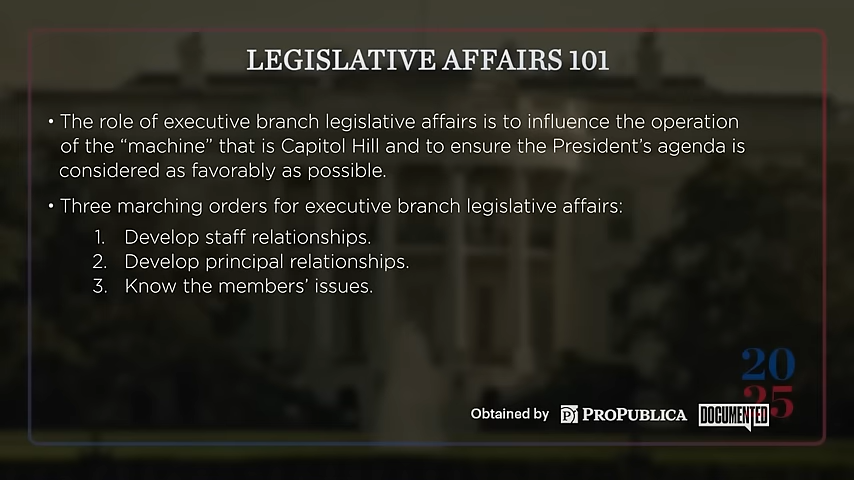 LEGISLATIVE AFFAIRS 101
• The role of executive branch legislative affairs is to influence the operation
of the “machine” that is Capitol Hill and to ensure the President’s agenda is
considered as favorably as possible.
• Three marching orders for executive branch legislative affairs:
1. Develop staff relationships.
2. Develop principal relationships.
3. Know the members’ issues.
20
25
Obtained by PROPUBLICA DOCUMENTED